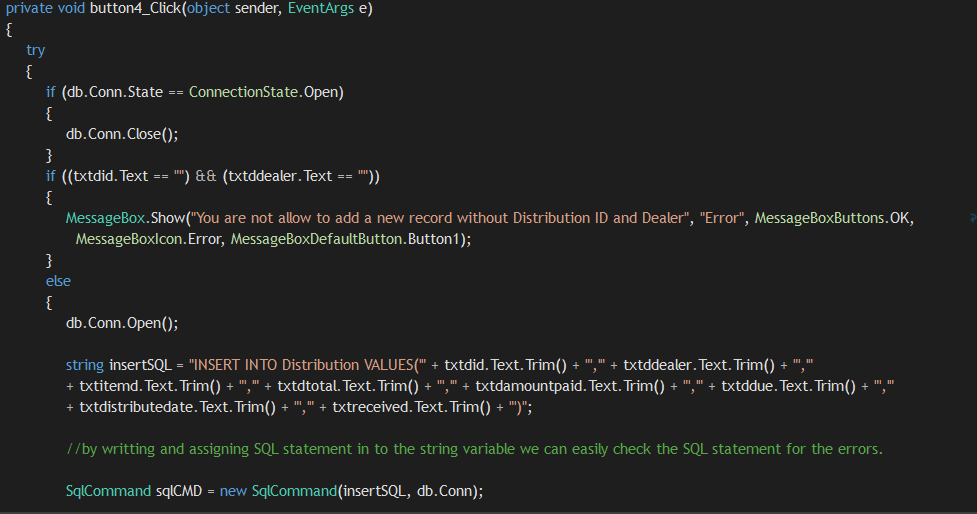 private void button4_Click(object sender, EventArgs e)
{
try
{
if (db.Conn.State == ConnectionState.Open)
{
db.Conn.Close();
}
if ((txtdid.Text == "") && (txtddealer.Text == ""))
{
MessageBox.Show("You are not allow to add a new record without Distribution ID and Dealer", "Error", MessageBoxButtons.OK,
MessageBoxIcon.Error, MessageBoxDefaultButton.Button1);
}
else
{
db.Conn.Open();
string insertSQL = "INSERT INTO Distribution VALUES('" + txtdid.Text.Trim() + "','" + txtddealer.Text.Trim() + "','"
+ txtitemd.Text.Trim() + "','" + txtdtotal.Text.Trim() + "','" + txtdamountpaid.Text.Trim() + "','" + txtddue.Text.Trim() + "','"
+ txtdistributedate.Text.Trim() + "','" + txtreceived.Text.Trim() + "')";
//by writting and assigning SQL statement in to the string variable we can easily check the SQL statement for the errors.
SqlCommand sqlCMD = new SqlCommand(insertSQL, db.Conn);